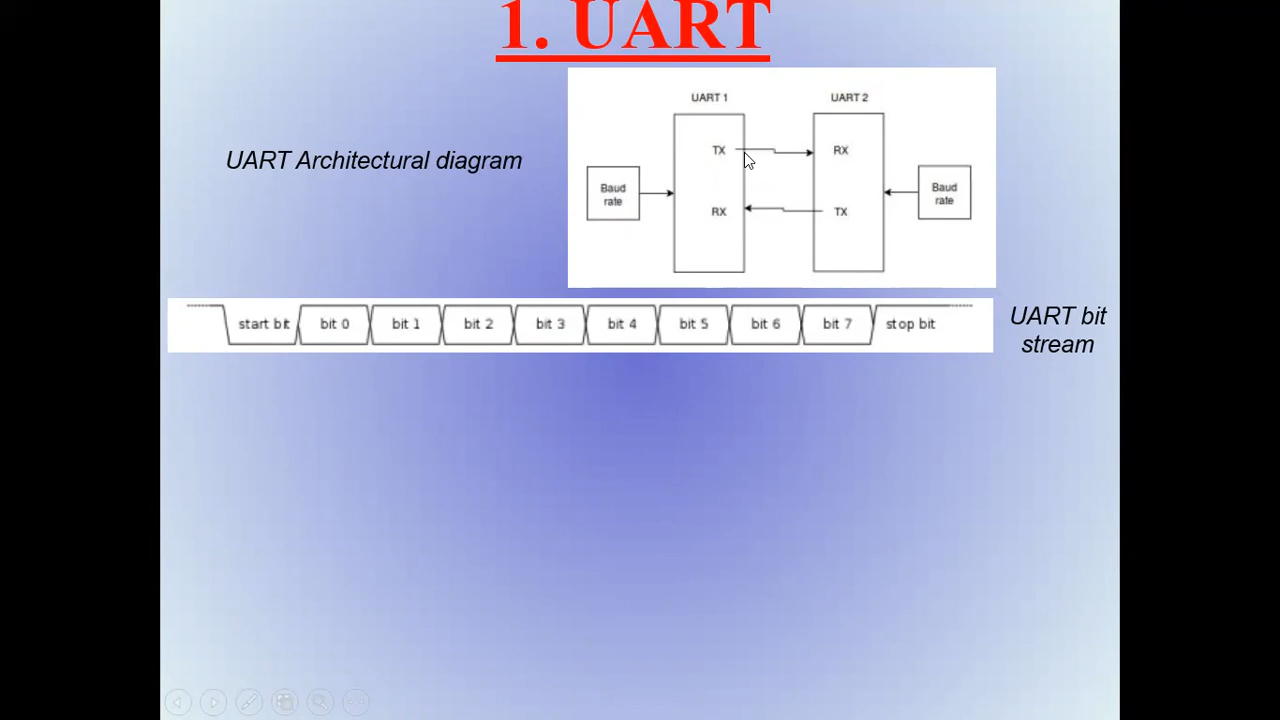 1. UART
UART 1
UART 2
UART Architectural diagram
TX
RX
Baud
rate
Baud
rate
RX
TX
start bit
bit 0
bit 1
bit 2
bit 3
bit 4
bit 5
bit 6
bit 7
stop bit
UART bit
stream